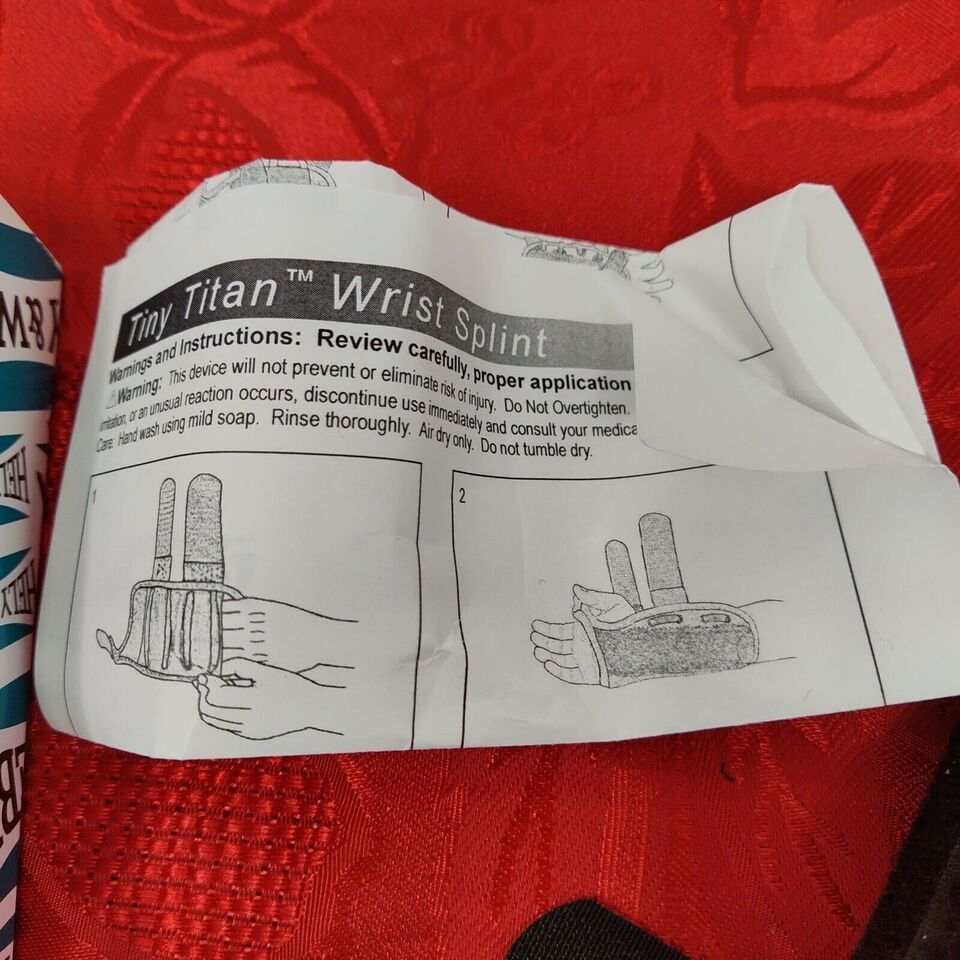 Tiny Titan™ Wrist Splint
Warnings and Instructions: Review carefully, proper application
⚠Warning: This device will not prevent or eliminate risk of injury. Do Not Overtighten.
irritation, or an unusual reaction occurs, discontinue use immediately and consult your medica
Care: Hand wash using mild soap. Rinse thoroughly. Air dry only. Do not tumble dry.
1
2